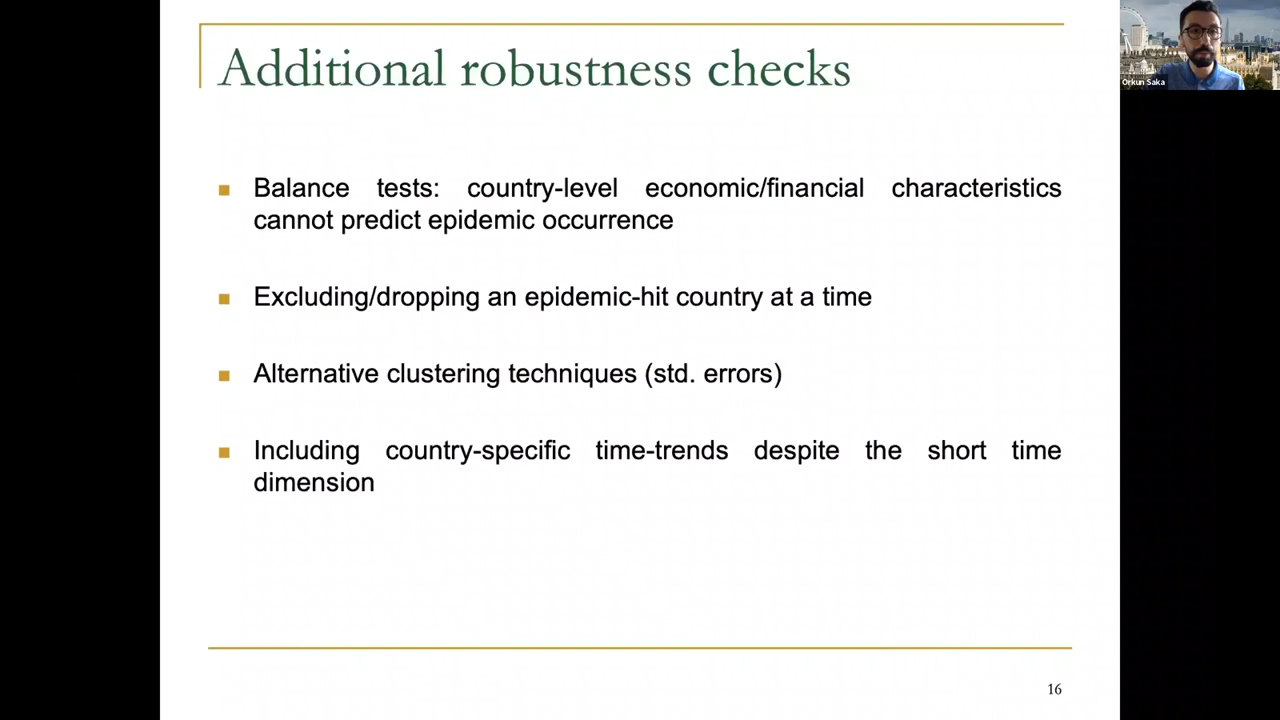 Additional robustness checks
Balance tests: country-level economic/financial characteristics
cannot predict epidemic occurrence
Excluding/dropping an epidemic-hit country at a time
Alternative clustering techniques (std. errors)
Including country-specific time-trends despite the short time
dimension
16
Orkun Saka